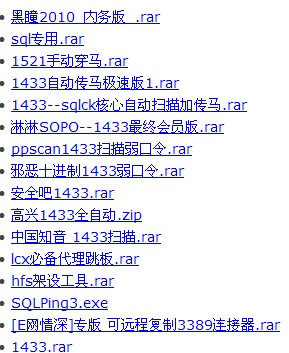 黑瞳2010_内务版_.rar
sql专用.rar
1521手动穿马.rar
1433自动传马极速版1.rar
1433--sqlck核心自动扫描加传马.rar
淋淋SOPO--1433最终会员版.rar
ppscan1433扫描弱口令.rar
邪恶十进制1433弱口令.rar
安全吧1433.rar
高兴1433全自动.zip
中国知音_1433扫描.rar
lcx必备代理跳板.rar
hfs架设工具.rar
SQLPing3.exe
[E网情深]专版_可远程复制3389连接器.rar
1433.rar